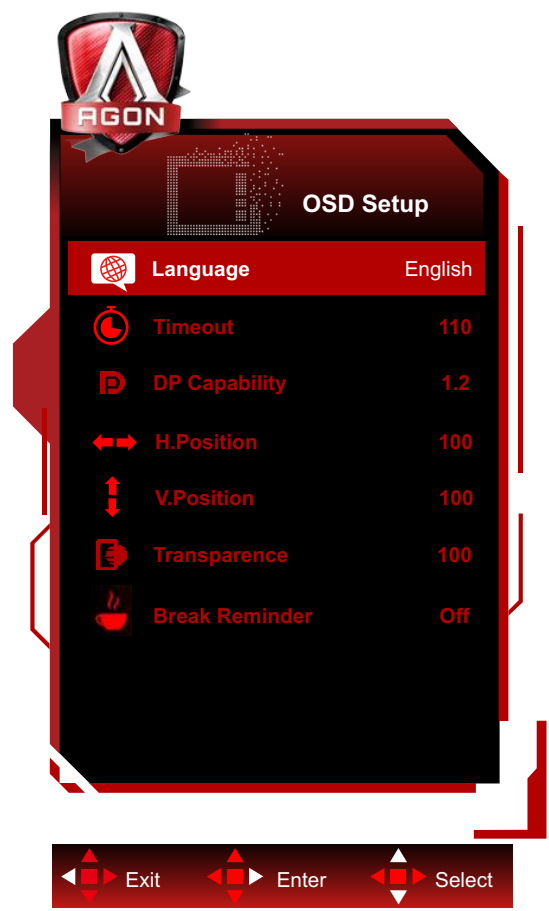 AGON
OSD Setup
Language English
Timeout 110
DP Capability 1.2
H.Position 100
V.Position 100
Transparence 100
Break Reminder Off
Exit Enter Select